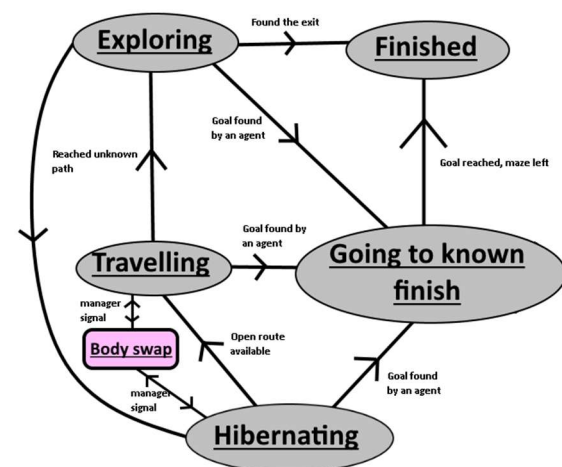 Found the exit
Exploring
Finished
Goal found
by an agent
Reached unknown
path
Goal reached, maze left
Goal found by
an agent
Travelling
Going to known
finish
manager
signal
Body swap
Open route
available
manager
signal
Goal found
by an agent
Hibernating